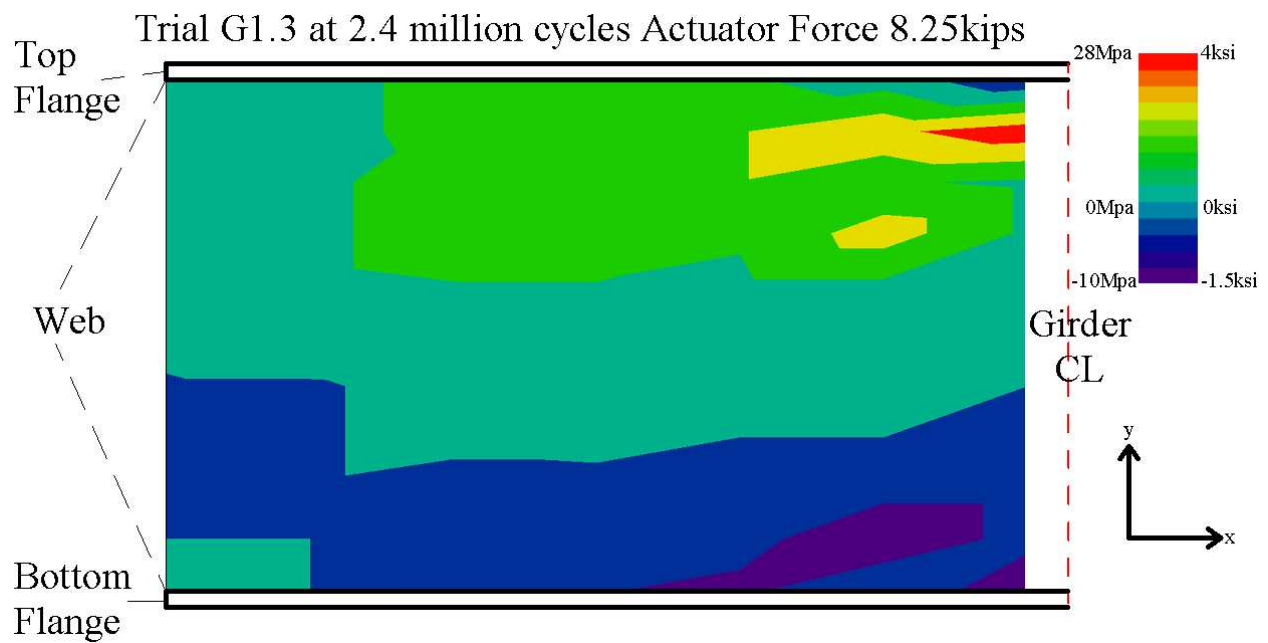 Trial G1.3 at 2.4 million cycles Actuator Force 8.25kips
Top
Flange
28Mpa
4ksi
0Mpa
0ksi
-10Mpa
-1.5ksi
Web
Girder
CL
y
x
Bottom
Flange